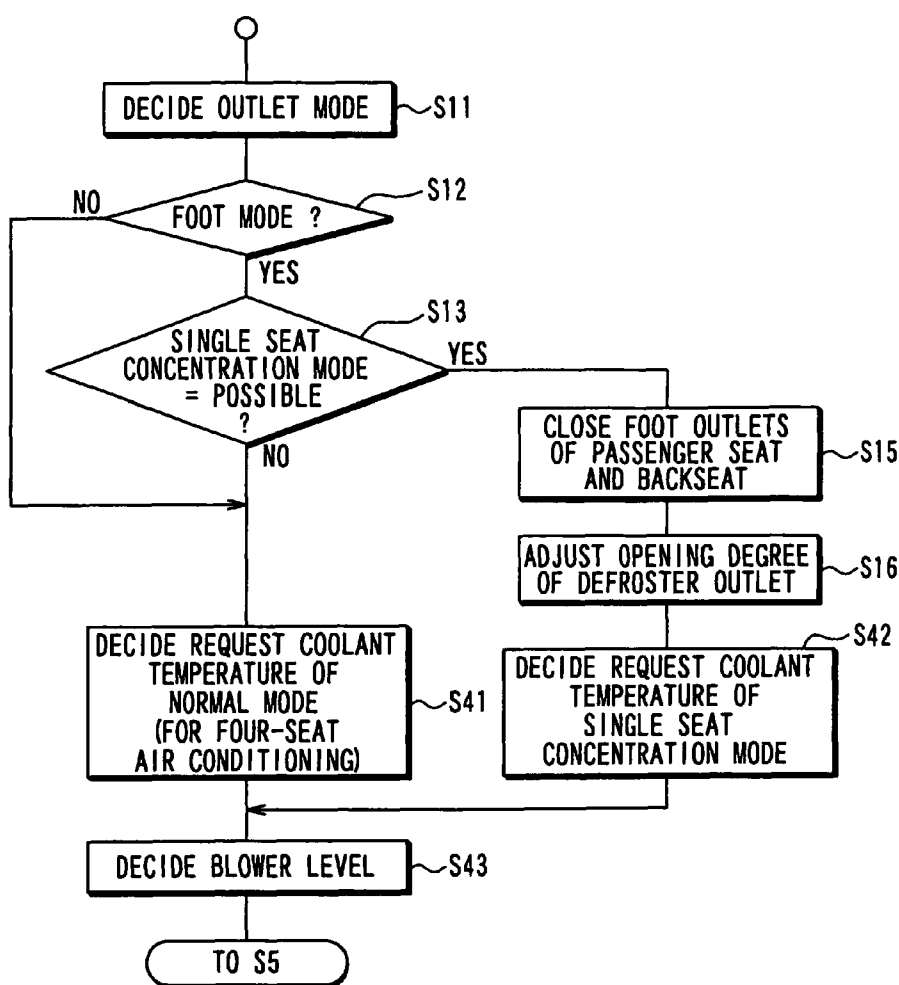 DECIDE OUTLET MODE
S11
S12
NO
FOOT MODE ?
YES
S13
SINGLE SEAT
CONCENTRATION MODE
= POSSIBLE
?
YES
NO
CLOSE FOOT OUTLETS
OF PASSENGER SEAT
AND BACKSEAT
S15
ADJUST OPENING DEGREE
OF DEFROSTER OUTLET
S16
DECIDE REQUEST COOLANT
TEMPERATURE OF
NORMAL MODE
(FOR FOUR-SEAT
AIR CONDITIONING)
S41
S42
DECIDE REQUEST COOLANT
TEMPERATURE OF
SINGLE SEAT
CONCENTRATION MODE
DECIDE BLOWER LEVEL
S43
TO S5